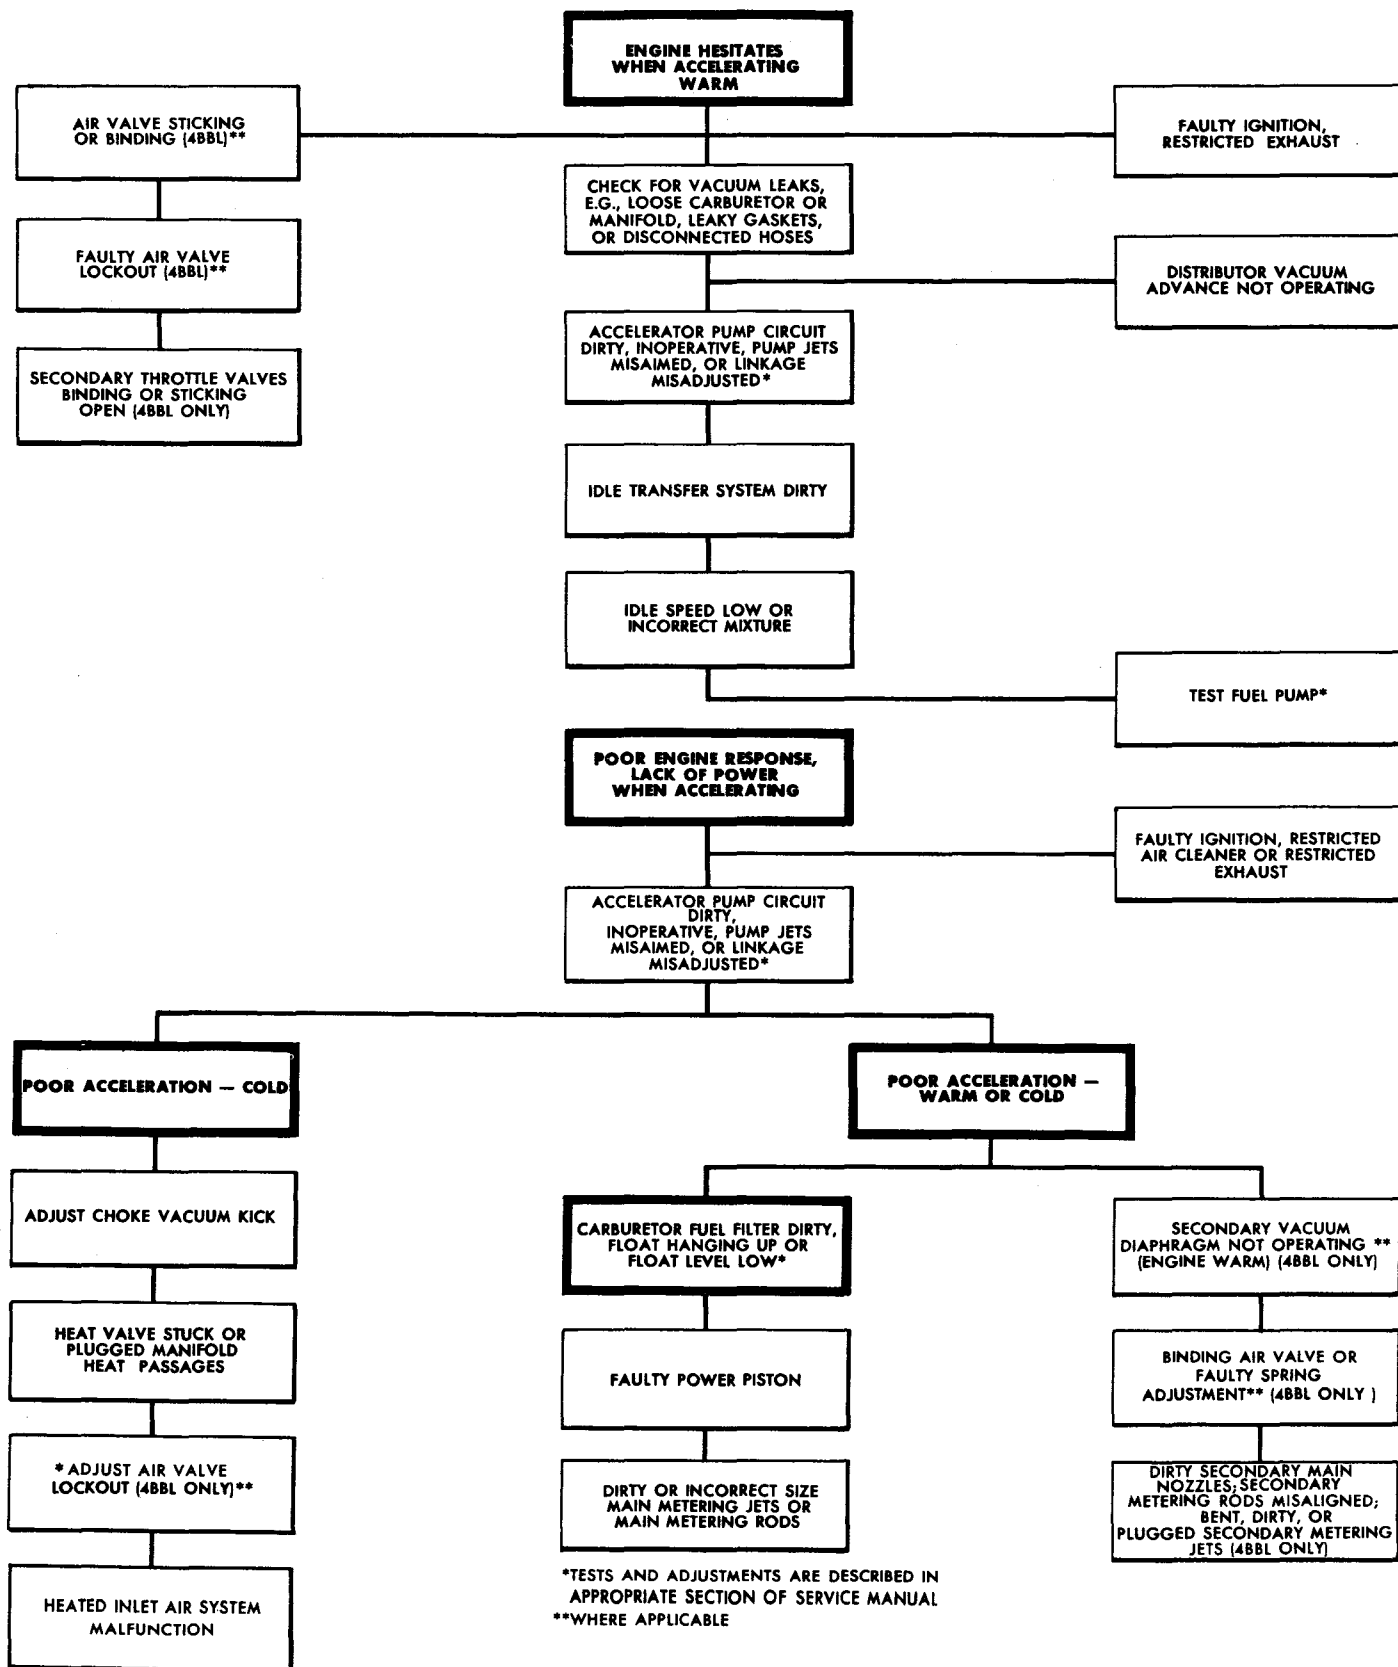 ENGINE HESITATES
WHEN ACCELERATING
WARM
AIR VALVE STICKING
OR BINDING (4BBL)**
FAULTY IGNITION,
RESTRICTED EXHAUST
CHECK FOR VACUUM LEAKS,
E.G., LOOSE CARBURETOR OR
MANIFOLD, LEAKY GASKETS,
OR DISCONNECTED HOSES
FAULTY AIR VALVE
LOCKOUT (4BBL)**
DISTRIBUTOR VACUUM
ADVANCE NOT OPERATING
ACCELERATOR PUMP CIRCUIT
DIRTY, INOPERATIVE, PUMP JETS
MISAIMED, OR LINKAGE
MISADJUSTED*
SECONDARY THROTTLE VALVES
BINDING OR STICKING
OPEN (4BBL ONLY)
IDLE TRANSFER SYSTEM DIRTY
IDLE SPEED LOW OR
INCORRECT MIXTURE
TEST FUEL PUMP*
POOR ENGINE RESPONSE,
LACK OF POWER
WHEN ACCELERATING
FAULTY IGNITION, RESTRICTED
AIR CLEANER OR RESTRICTED
EXHAUST
ACCELERATOR PUMP CIRCUIT
DIRTY,
INOPERATIVE, PUMP JETS
MISAIMED, OR LINKAGE
MISADJUSTED*
POOR ACCELERATION — COLD
POOR ACCELERATION —
WARM OR COLD
ADJUST CHOKE VACUUM KICK
CARBURETOR FUEL FILTER DIRTY,
FLOAT HANGING UP OR
FLOAT LEVEL LOW*
SECONDARY VACUUM
DIAPHRAGM NOT OPERATING **
(ENGINE WARM) (4BBL ONLY)
HEAT VALVE STUCK OR
PLUGGED MANIFOLD
HEAT PASSAGES
FAULTY POWER PISTON
BINDING AIR VALVE OR
FAULTY SPRING
ADJUSTMENT** (4BBL ONLY )
*ADJUST AIR VALVE
LOCKOUT (4BBL ONLY)**
DIRTY OR INCORRECT SIZE
MAIN METERING JETS OR
MAIN METERING RODS
DIRTY SECONDARY MAIN
NOZZLES; SECONDARY
METERING RODS MISALIGNED;
BENT, DIRTY, OR
PLUGGED SECONDARY METERING
JETS (4BBL ONLY)
HEATED INLET AIR SYSTEM
MALFUNCTION
*TESTS AND ADJUSTMENTS ARE DESCRIBED IN
APPROPRIATE SECTION OF SERVICE MANUAL
**WHERE APPLICABLE